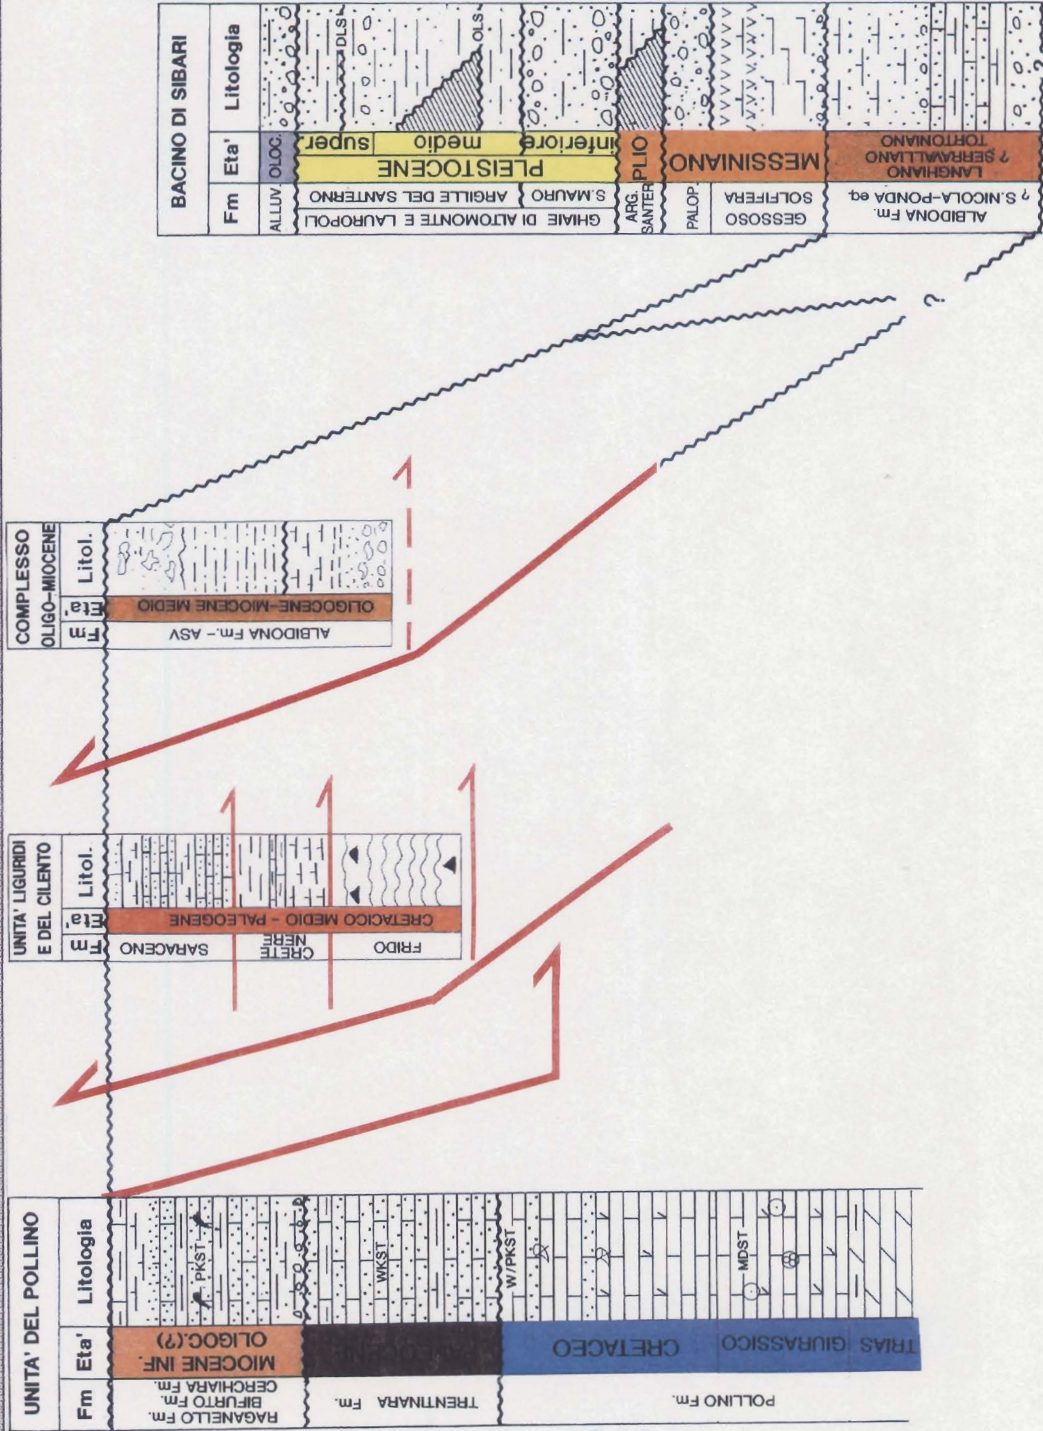 BACINO DI SIBARI
Fm
Eta'
Litologia
ALLUV.
OLOC.
GHIAIE DI ALTOMONTE E LAUROPOLI
ARGILLE DEL SANTERNO
S.MAURO
PLEISTOCENE
super.
medio
inferiore
DLS
OLS
ARG.
SANTER
PLIO
PALOP.
GESSOSO
SOLFIFERA
MESSINIANO
ALBIDONA Fm.
? S.NICOLA-PONDA eq.
LANGHIANO
? SERRAVALLIANO
TORTONIANO
?
COMPLESSO
OLIGO-MIOCENE
Fm
Eta'
Litol.
ALBIDONA Fm.- ASV
OLIGOCENE-MIOCENE MEDIO
UNITA' LIGURIDI
E DEL CILENTO
Fm
Eta'
Litol.
SARACENO
CRETE
NERE
FRIDO
CRETACICO MEDIO - PALEOGENE
UNITA' DEL POLLINO
Fm
Eta'
Litologia
RAGANELLO Fm.
BIFURTO Fm.
CERCHIARA Fm.
MIOCENE INF.
OLIGOC.(?)
PKST
TRENTINARA Fm.
PALEOCENE
WKST
POLLINO Fm.
CRETACEO
GIURASSICO
TRIAS
W/PKST
MDST